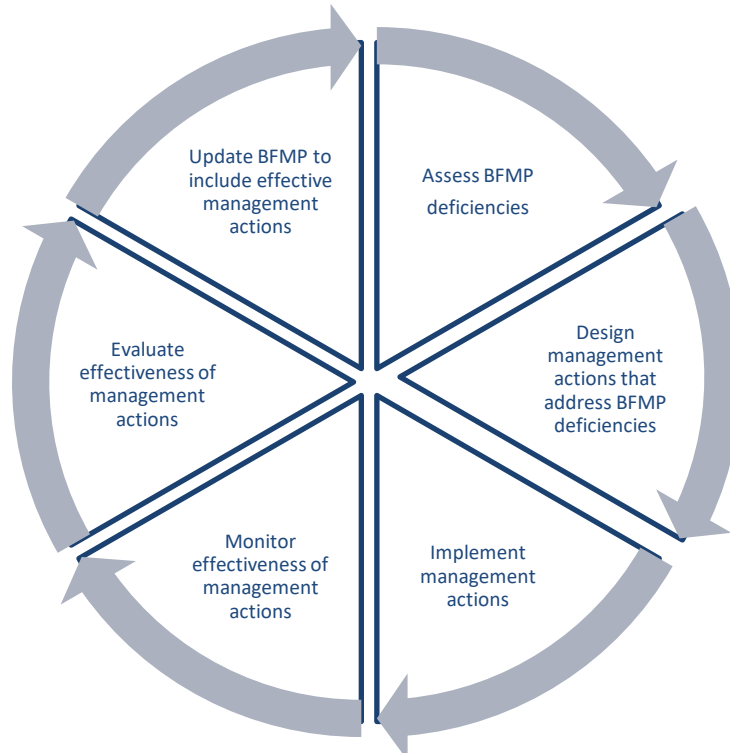 Assess BFMP
deficiencies
Design
management
actions that
address BFMP
deficiencies
Implement
management
actions
Monitor
effectiveness of
management
actions
Evaluate
effectiveness of
management
actions
Update BFMP to
include effective
management
actions